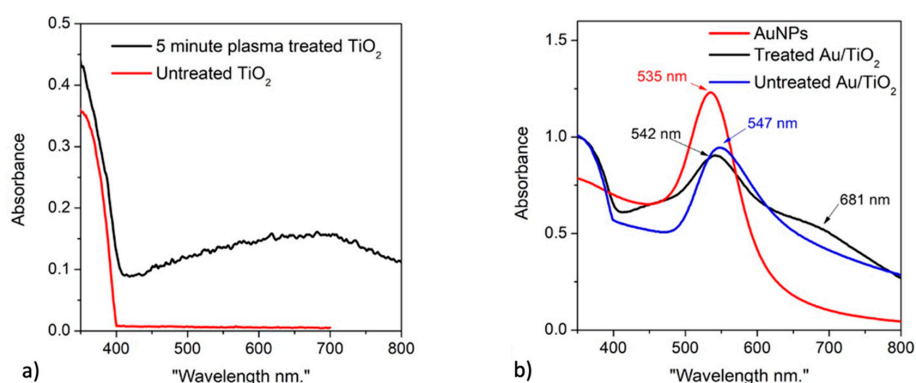 0.5
0.4
0.3
0.2
0.1
0.0
Absorbance
5 minute plasma treated TiO₂
Untreated TiO₂
400 500 600 700 800
"Wavelength nm."
a)
1.5
1.0
0.5
0.0
Absorbance
AuNPs
Treated Au/TiO₂
Untreated Au/TiO₂
535 nm
547 nm
542 nm
681 nm
400 500 600 700 800
"Wavelength nm."
b)